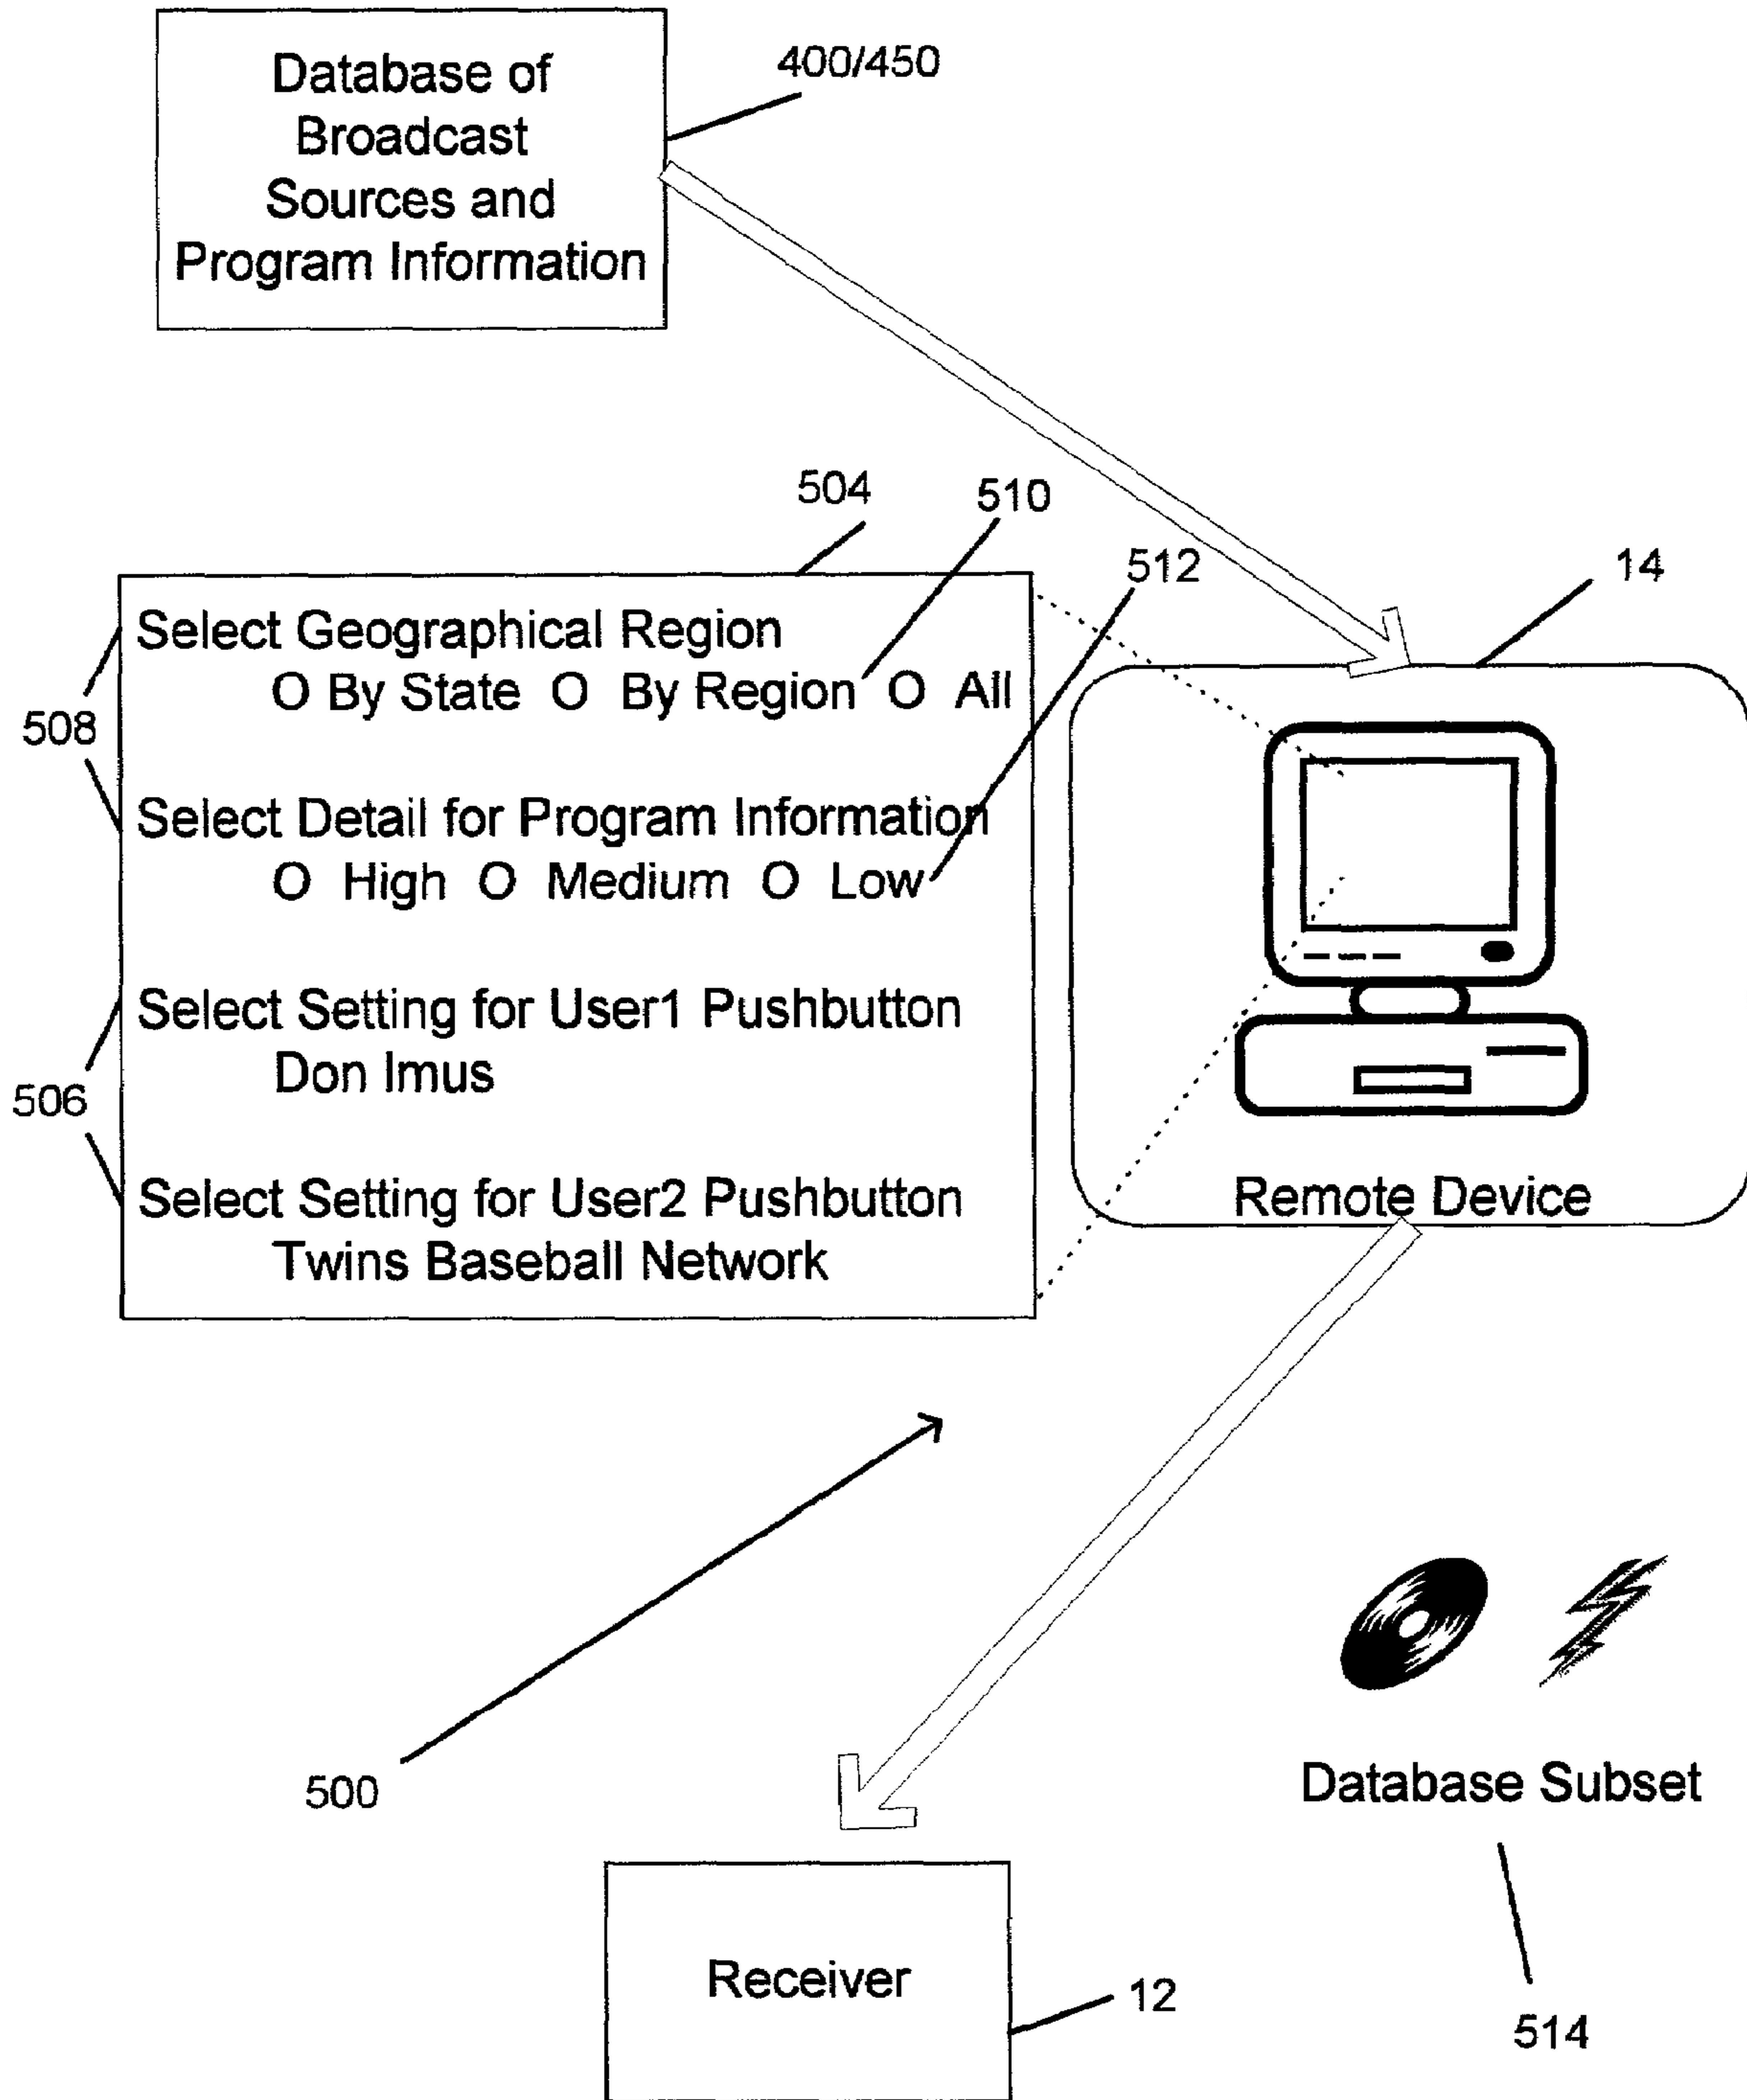 Database of
Broadcast
Sources and
Program Information
400/450
504
510
512
14
Select Geographical Region
O By State O By Region O All
508
Select Detail for Program Information
O High O Medium O Low
Select Setting for User1 Pushbutton
Don Imus
506
Select Setting for User2 Pushbutton
Twins Baseball Network
Remote Device
500
Database Subset
Receiver
12
514